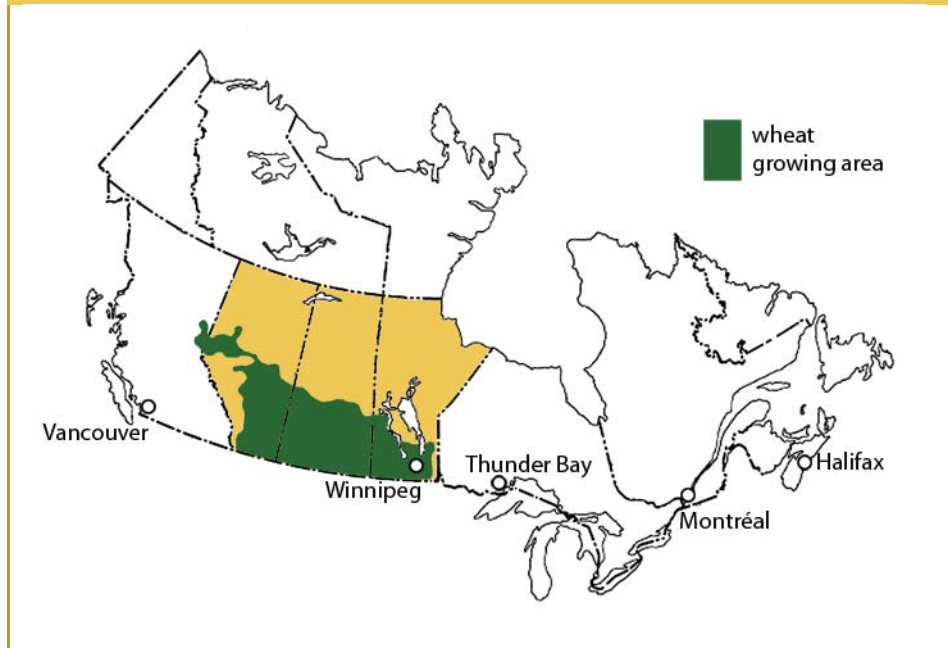 wheat
growing area
Vancouver
Winnipeg
Thunder Bay
Halifax
Montréal